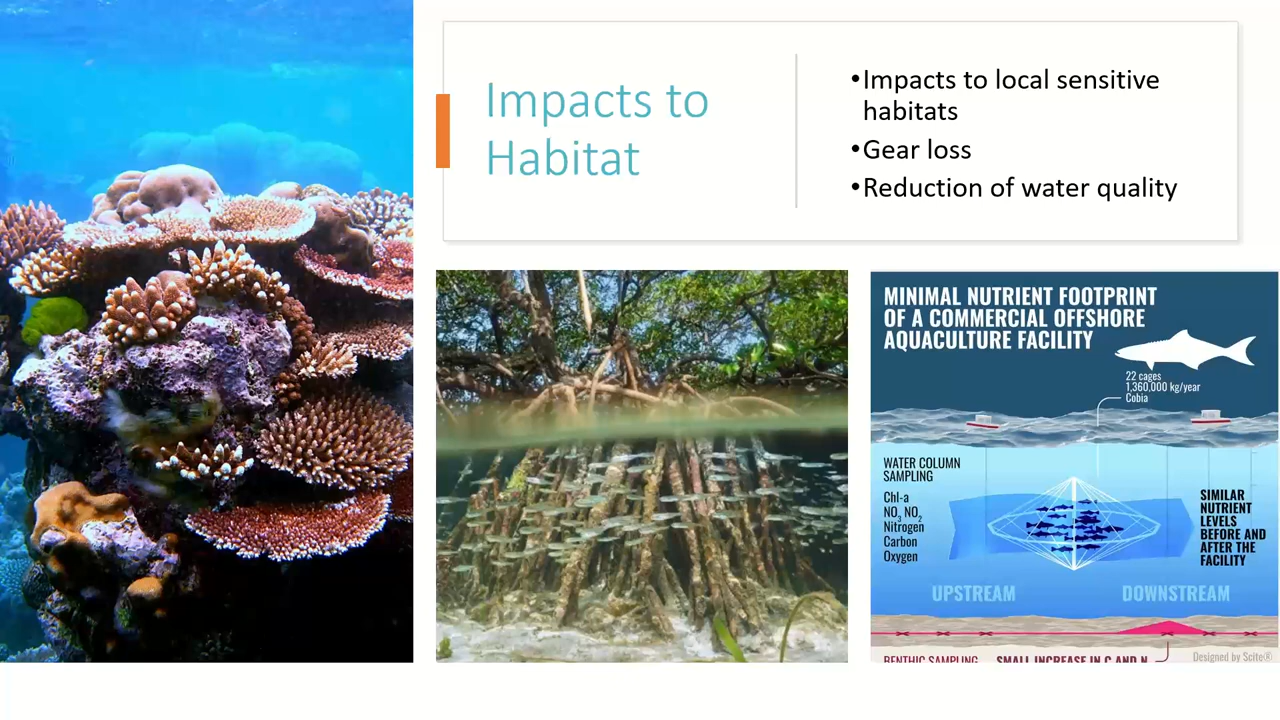 Impacts to
Habitat
•Impacts to local sensitive
habitats
•Gear loss
•Reduction of water quality
MINIMAL NUTRIENT FOOTPRINT
OF A COMMERCIAL OFFSHORE
AQUACULTURE FACILITY
22 cages
1,360,000 kg/year
Cobia
WATER COLUMN
SAMPLING
Chl-a
NO3 NO2
Nitrogen
Carbon
Oxygen
SIMILAR
NUTRIENT
LEVELS
BEFORE AND
AFTER THE
FACILITY
UPSTREAM
DOWNSTREAM
BENTHIC SAMPLING
SMALL INCREASE IN C AND N
Designed by Scite®